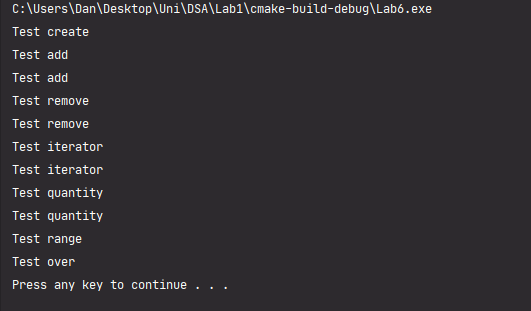 C:\Users\Dan\Desktop\Uni\DSA\Lab1\cmake-build-debug\Lab6.exe
Test create
Test add
Test add
Test remove
Test remove
Test iterator
Test iterator
Test quantity
Test quantity
Test range
Test over
Press any key to continue . . .